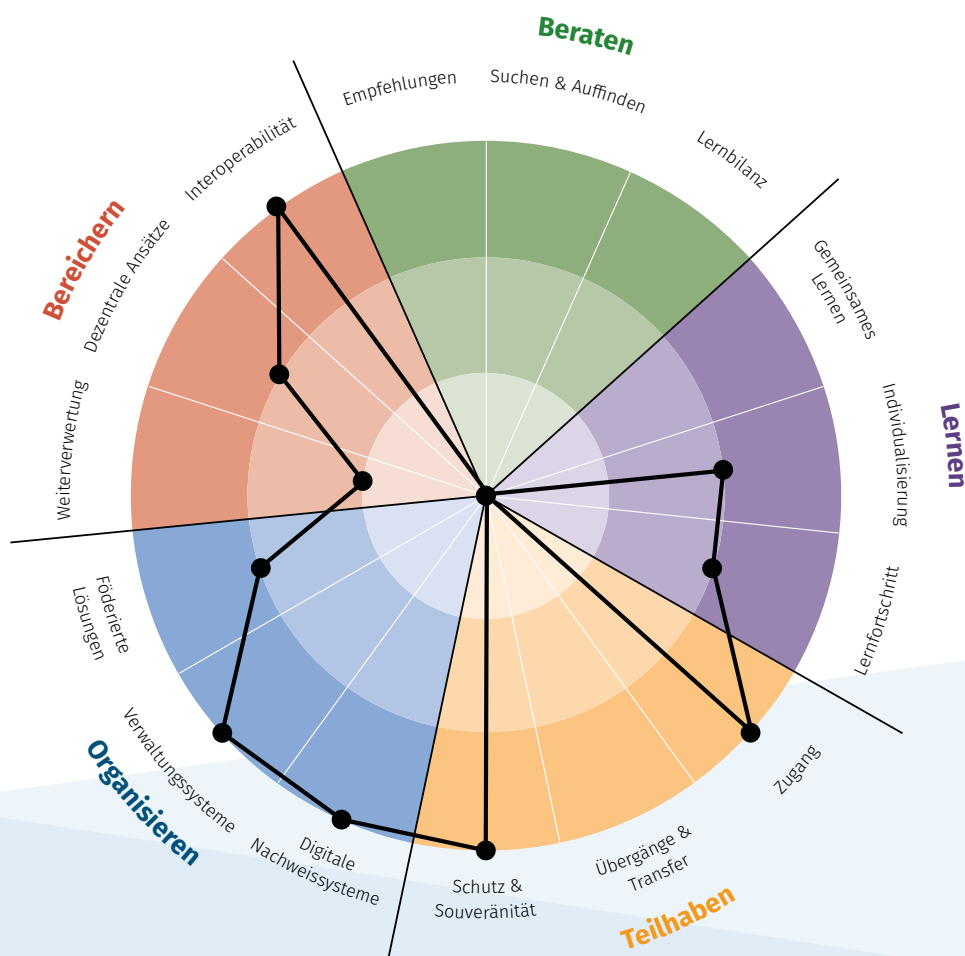 Beraten
Empfehlungen
Suchen & Auffinden
Lernbilanz
Lernen
Gemeinsames
Lernen
Individualisierung
Lernfortschritt
Teilhaben
Zugang
Übergänge &
Transfer
Schutz &
Souveränität
Organisieren
Digitale
Nachweissysteme
Verwaltungssysteme
Föderierte
Lösungen
Bereichern
Weiterverwertung
Dezentrale Ansätze
Interoperabilität